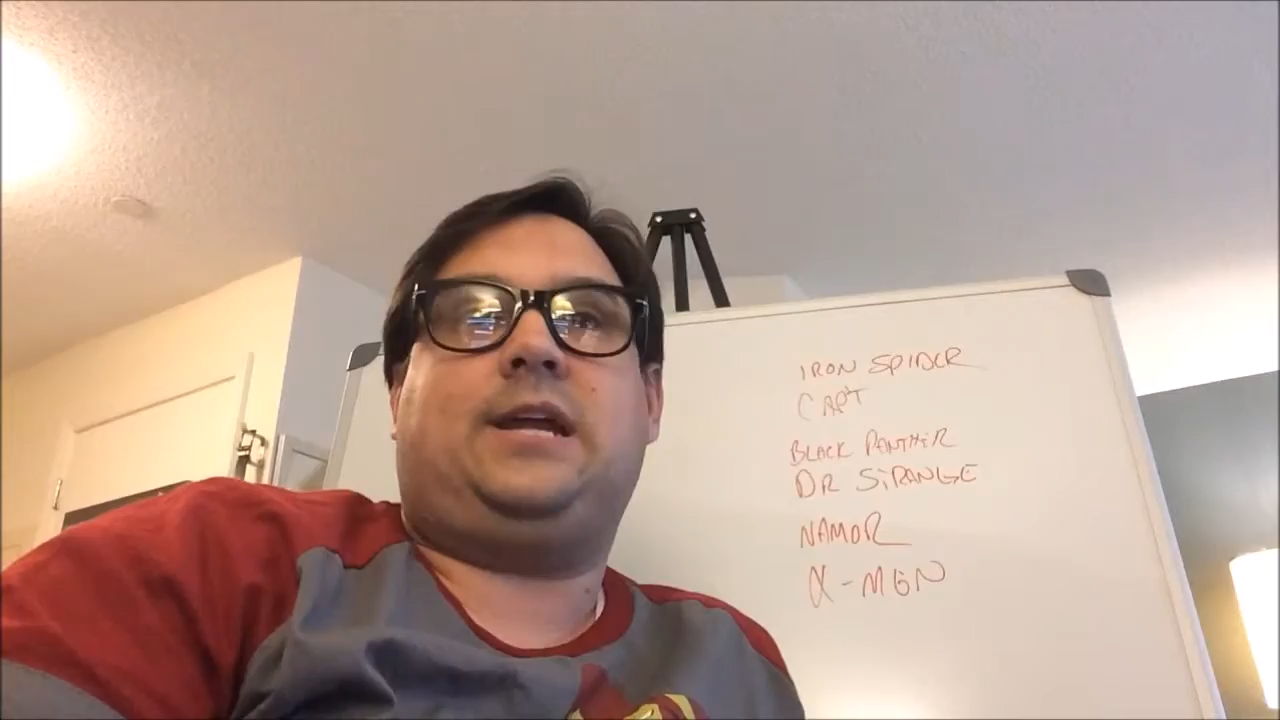 IRON SPIDER
CAPT
BLACK PANTHER
DR STRANGE
NAMOR
X-MEN